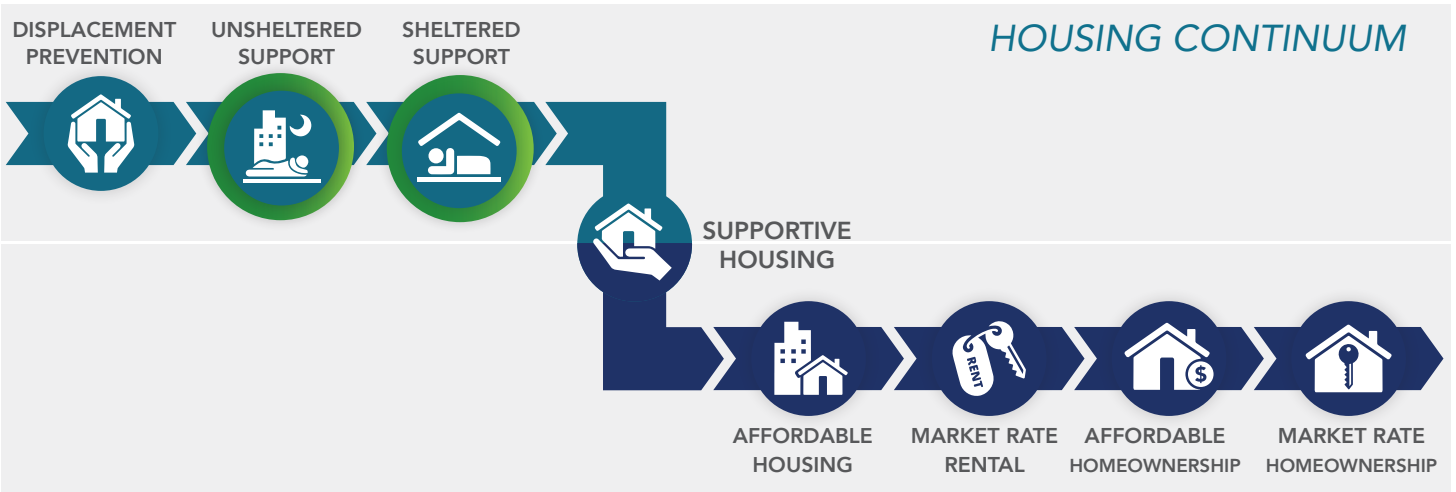 HOUSING CONTINUUM
DISPLACEMENT
PREVENTION
UNSHELTERED
SUPPORT
SHELTERED
SUPPORT
SUPPORTIVE
HOUSING
RENT
$
AFFORDABLE
HOUSING
MARKET RATE
RENTAL
AFFORDABLE
HOMEOWNERSHIP
MARKET RATE
HOMEOWNERSHIP